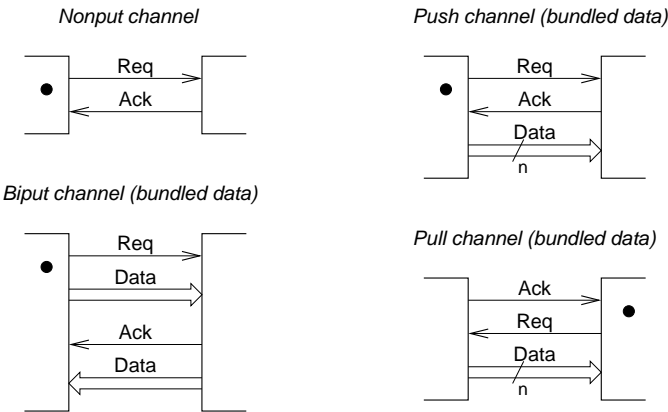 Nonput channel
Req
Ack
Push channel (bundled data)
Req
Ack
Data
n
Biput channel (bundled data)
Req
Data
Ack
Data
Pull channel (bundled data)
Ack
Req
Data
n